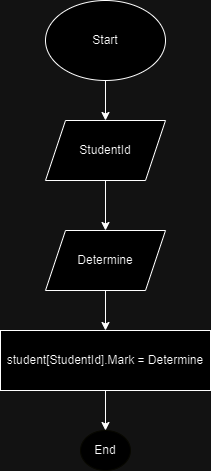 Start
StudentId
Determine
student[StudentId].Mark = Determine
End